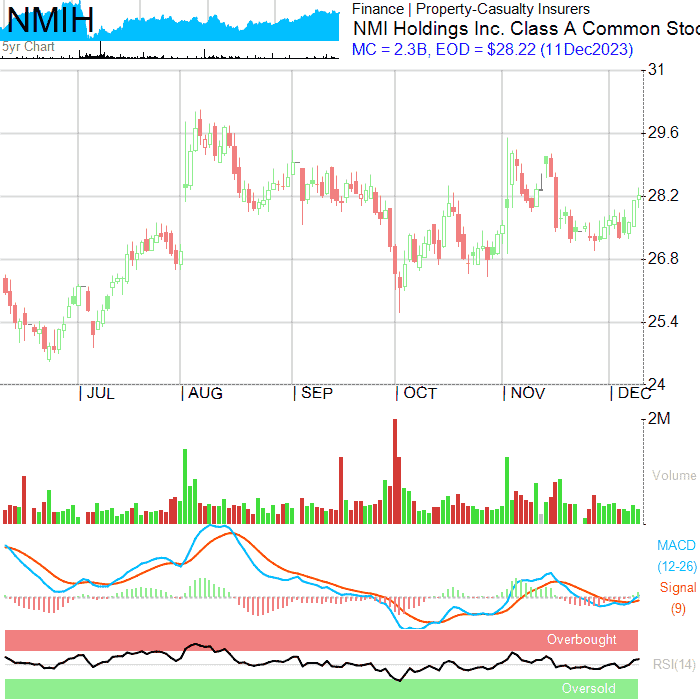 NMIH
5yr Chart
Finance | Property-Casualty Insurers
NMI Holdings Inc. Class A Common Stoc
MC = 2.3B, EOD = $28.22 (11Dec2023)
31
29.6
28.2
26.8
25.4
24
| JUL | AUG | SEP | OCT | NOV | DEC
2M
Volume
MACD
(12-26)
Signal
(9)
Overbought
RSI(14)
Oversold